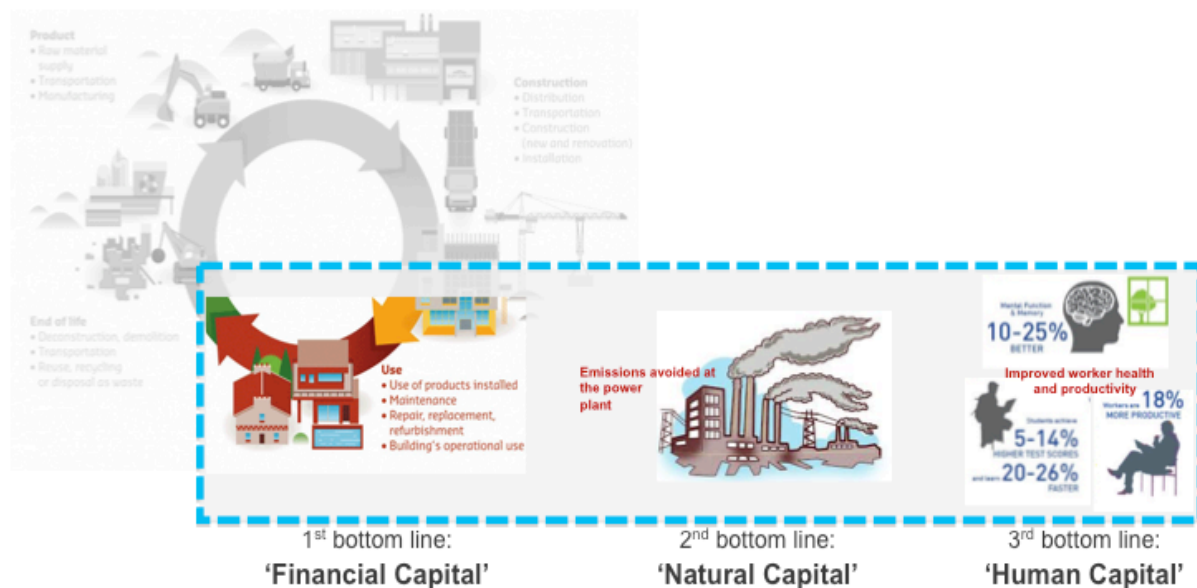 Product
• Raw material
supply
• Transportation
• Manufacturing
Construction
• Distribution
• Transportation
• Construction
(new and renovation)
• Installation
End of life
• Deconstruction, demolition
• Transportation
• Reuse, recycling
or disposal as waste
Use
• Use of products installed
• Maintenance
• Repair, replacement,
refurbishment
• Building's operational use
Emissions avoided at
the power
plant
Mental Function
& Memory
10-25%
BETTER
Improved worker health
and productivity
Workers are 18%
MORE PRODUCTIVE
Students achieve
5-14%
HIGHER TEST SCORES
and learn 20-26%
FASTER
1st bottom line:
'Financial Capital'
2nd bottom line:
'Natural Capital'
3rd bottom line:
'Human Capital'